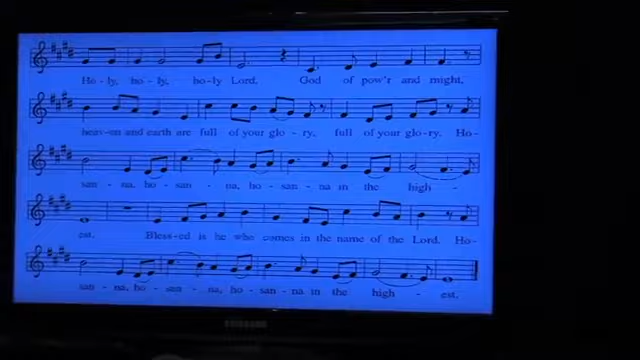 Ho - ly, ho - ly, ho - ly Lord. God of pow'r and might,
heav-en and earth are full of your glo - ry, full of your glo-ry. Ho-
san - na, ho - san - na, ho - san - na in the high -
est. Bless-ed is he who comes in the name of the Lord. Ho-
san - na, ho - san - na, ho - san - na in the high - est.